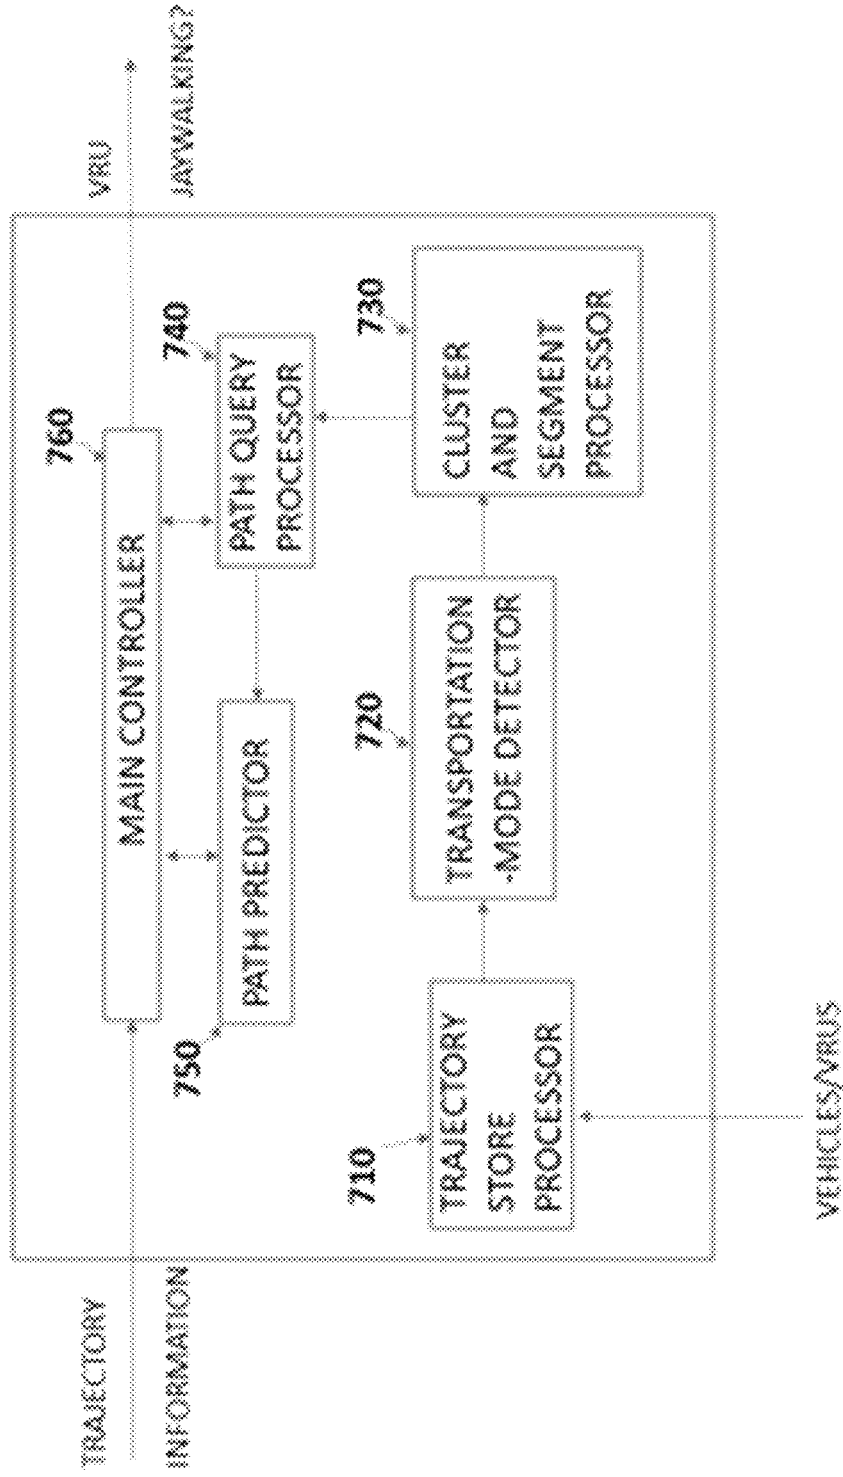 TRAJECTORY
INFORMATION
VRU
JAYWALKING?
760
MAIN CONTROLLER
740
PATH QUERY
PROCESSOR
750
PATH PREDICTOR
730
CLUSTER
AND
SEGMENT
PROCESSOR
720
TRANSPORTATION
-MODE DETECTOR
710
TRAJECTORY
STORE
PROCESSOR
VEHICLES/VRUS